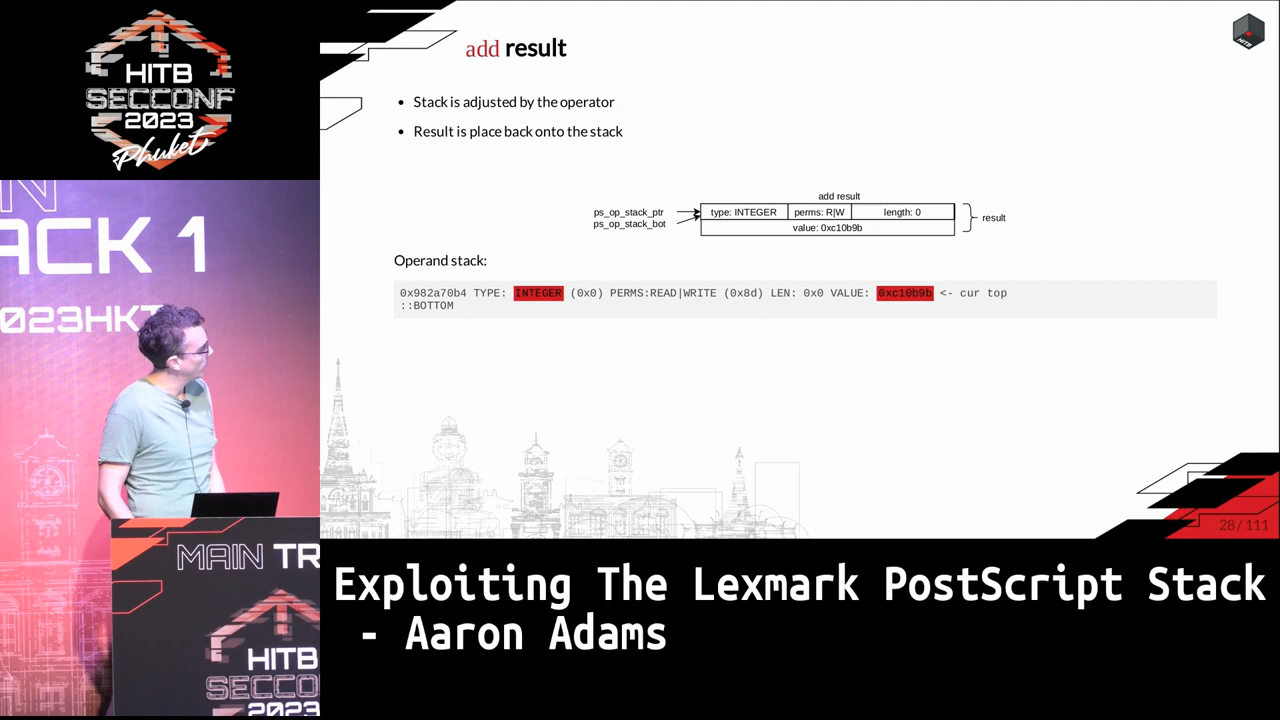 HITB
SECCONF
2023
Phuket
ACK 1
023HKT
MAIN TR
HITB
SECCO
2023
HITB
add result
• Stack is adjusted by the operator
• Result is place back onto the stack
add result
ps_op_stack_ptr
ps_op_stack_bot
type: INTEGER
perms: R|W
length: 0
value: 0xc10b9b
result
Operand stack:
0x982a70b4 TYPE: INTEGER (0x0) PERMS:READ|WRITE (0x8d) LEN: 0x0 VALUE: 0xc10b9b <- cur top
::BOTTOM
28 / 111
Exploiting The Lexmark PostScript Stack
- Aaron Adams